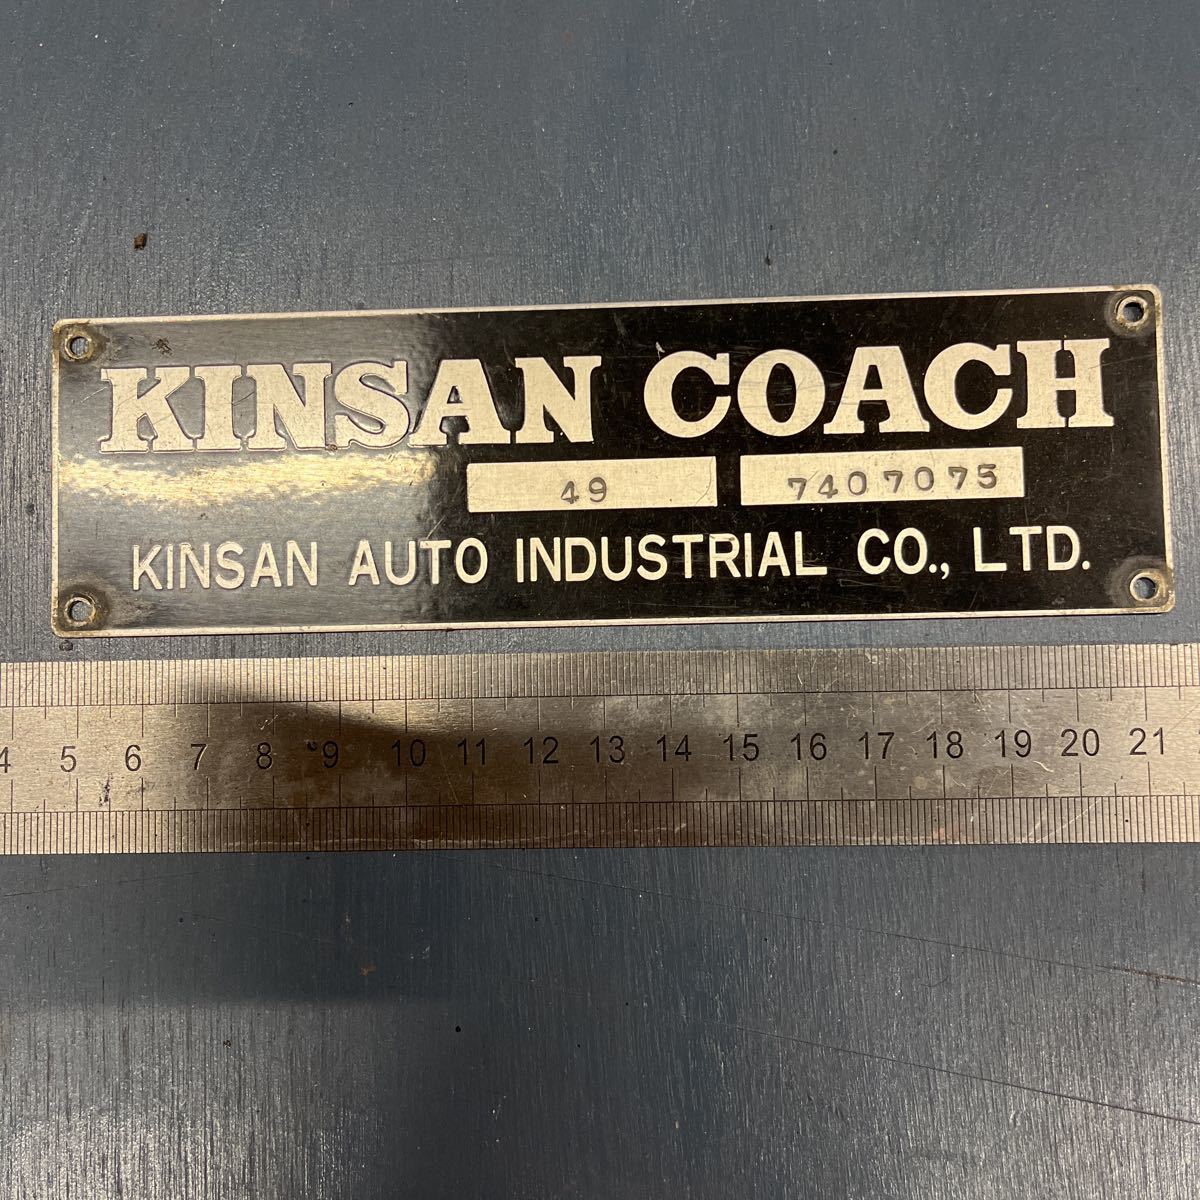 KINSAN COACH
49 7407075
KINSAN AUTO INDUSTRIAL CO., LTD.
4 5 6 7 8 9 10 11 12 13 14 15 16 17 18 19 20 21